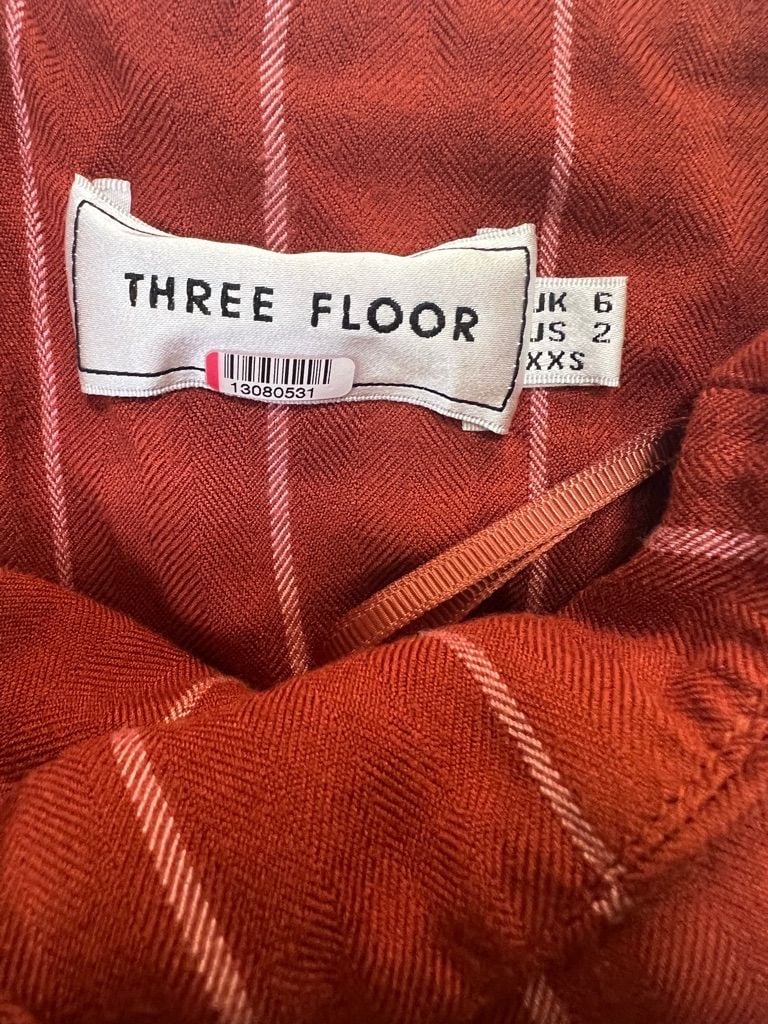 THREE FLOOR
UK 6
US 2
XXS
13080531